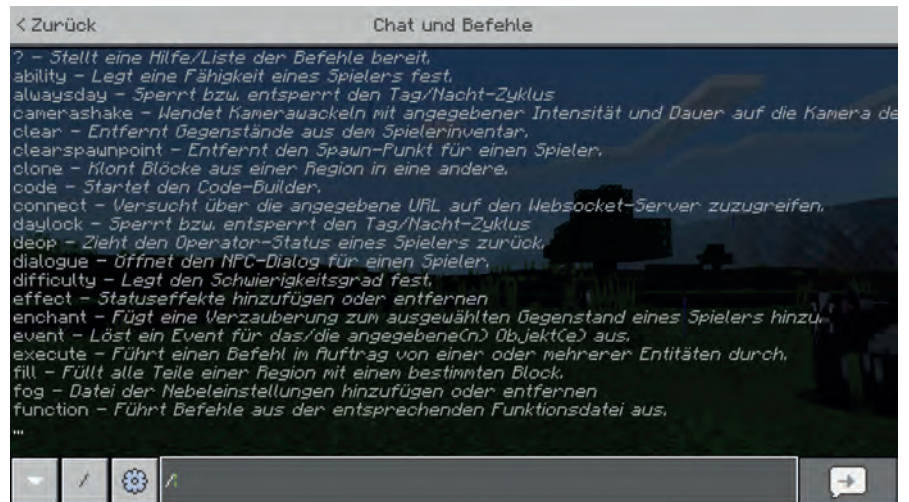 < Zurück
Chat und Befehle
? - Stellt eine Hilfe/Liste der Befehle bereit.
ability - Legt eine Fähigkeit eines Spielers fest.
alwaysday - Sperrt bzw. entsperrt den Tag/Nacht-Zyklus
camerashake - Wendet Kamerawackeln mit angegebener Intensität und Dauer auf die Kamera de
clear - Entfernt Gegenstände aus dem Spielerinventar.
clearspawnpoint - Entfernt den Spawn-Punkt für einen Spieler.
clone - Klont Blöcke aus einer Region in eine andere.
code - Startet den Code-Builder.
connect - Versucht über die angegebene URL auf den Websocket-Server zuzugreifen.
daylock - Sperrt bzw. entsperrt den Tag/Nacht-Zyklus
deop - Zieht den Operator-Status eines Spielers zurück.
dialogue - Öffnet den NPC-Dialog für einen Spieler.
difficulty - Legt den Schwierigkeitsgrad fest.
effect - Statuseffekte hinzufügen oder entfernen
enchant - Fügt eine Verzauberung zum ausgewählten Gegenstand eines Spielers hinzu.
event - Löst ein Event für das/die angegebene(n) Objekt(e) aus.
execute - Führt einen Befehl im Auftrag von einer oder mehrerer Entitäten durch.
fill - Füllt alle Teile einer Region mit einem bestimmten Block.
fog - Datei der Nebeleinstellungen hinzufügen oder entfernen
function - Führt Befehle aus der entsprechenden Funktionsdatei aus.
...
/
/